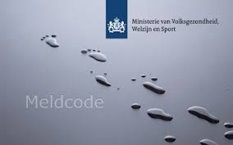 Ministerie van Volksgezondheid,
Welzijn en Sport
Meldcode